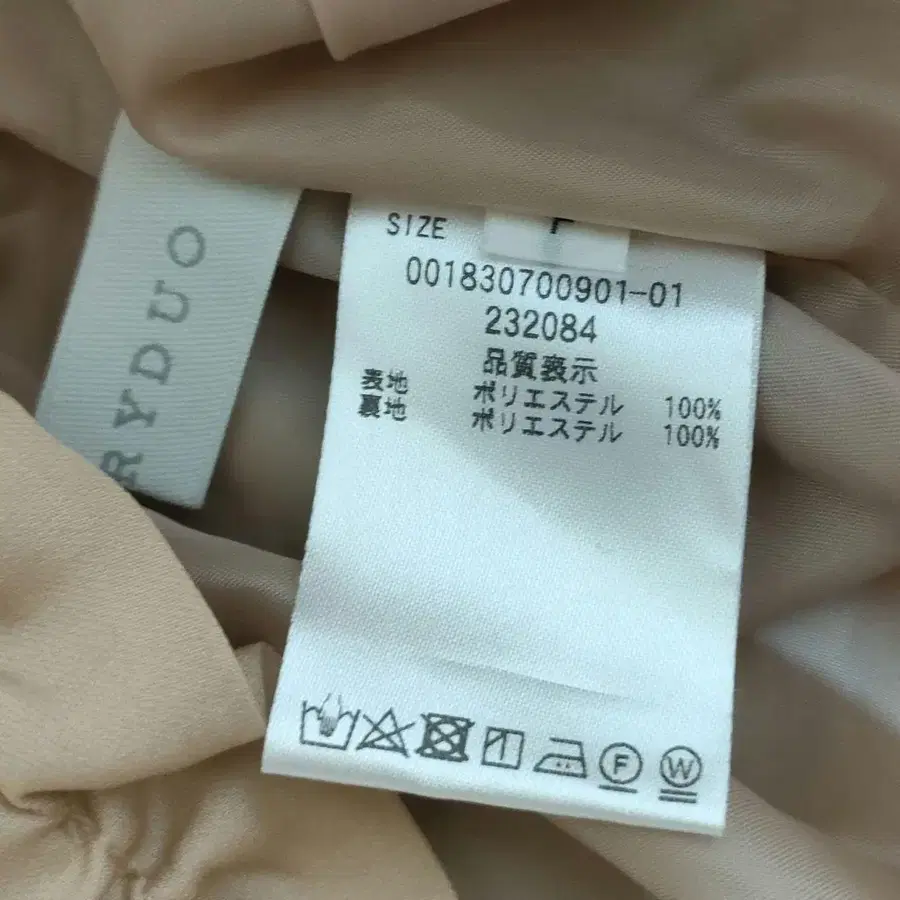 RYDUO
SIZE F
001830700901-01
232084
品質表示
表地 ポリエステル 100%
裏地 ポリエステル 100%
F W